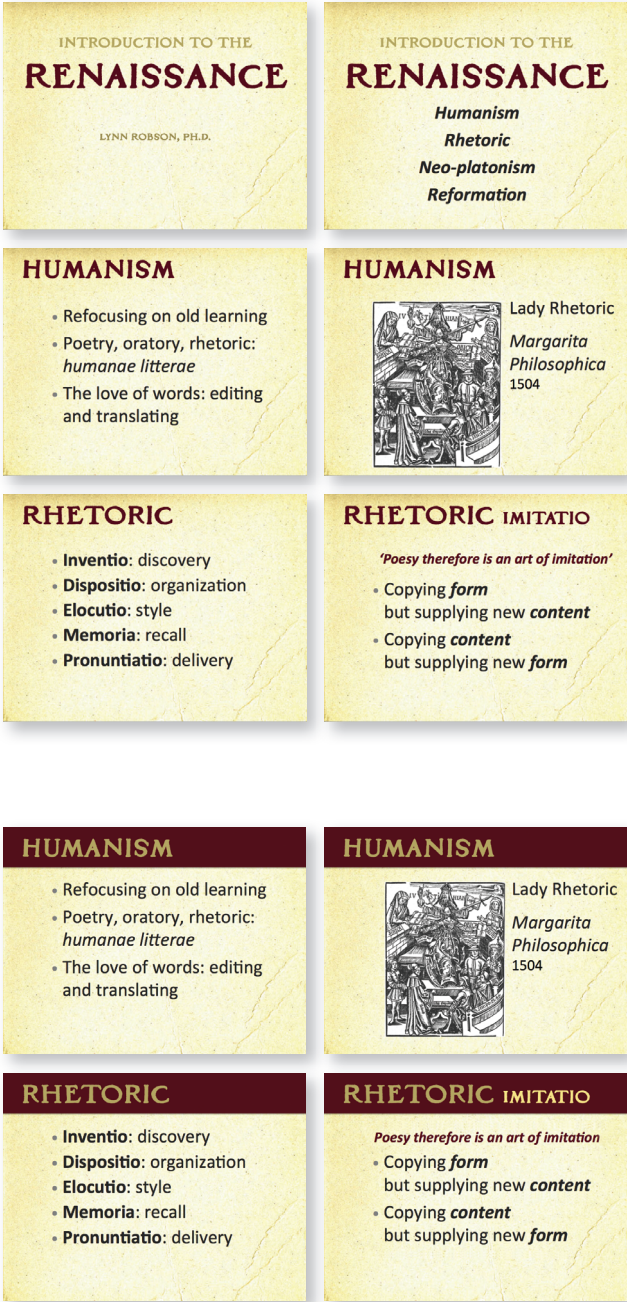 INTRODUCTION TO THE
RENAISSANCE
LYNN ROBSON, PH.D.
INTRODUCTION TO THE
RENAISSANCE
Humanism
Rhetoric
Neo-platonism
Reformation
HUMANISM
• Refocusing on old learning
• Poetry, oratory, rhetoric:
humanae litterae
• The love of words: editing
and translating
HUMANISM
Lady Rhetoric
Margarita
Philosophica
1504
RHETORIC
• Inventio: discovery
• Dispositio: organization
• Elocutio: style
• Memoria: recall
• Pronuntiatio: delivery
RHETORIC IMITATIO
‘Poesy therefore is an art of imitation’
• Copying form
but supplying new content
• Copying content
but supplying new form
HUMANISM
• Refocusing on old learning
• Poetry, oratory, rhetoric:
humanae litterae
• The love of words: editing
and translating
HUMANISM
Lady Rhetoric
Margarita
Philosophica
1504
RHETORIC
• Inventio: discovery
• Dispositio: organization
• Elocutio: style
• Memoria: recall
• Pronuntiatio: delivery
RHETORIC IMITATIO
Poesy therefore is an art of imitation
• Copying form
but supplying new content
• Copying content
but supplying new form